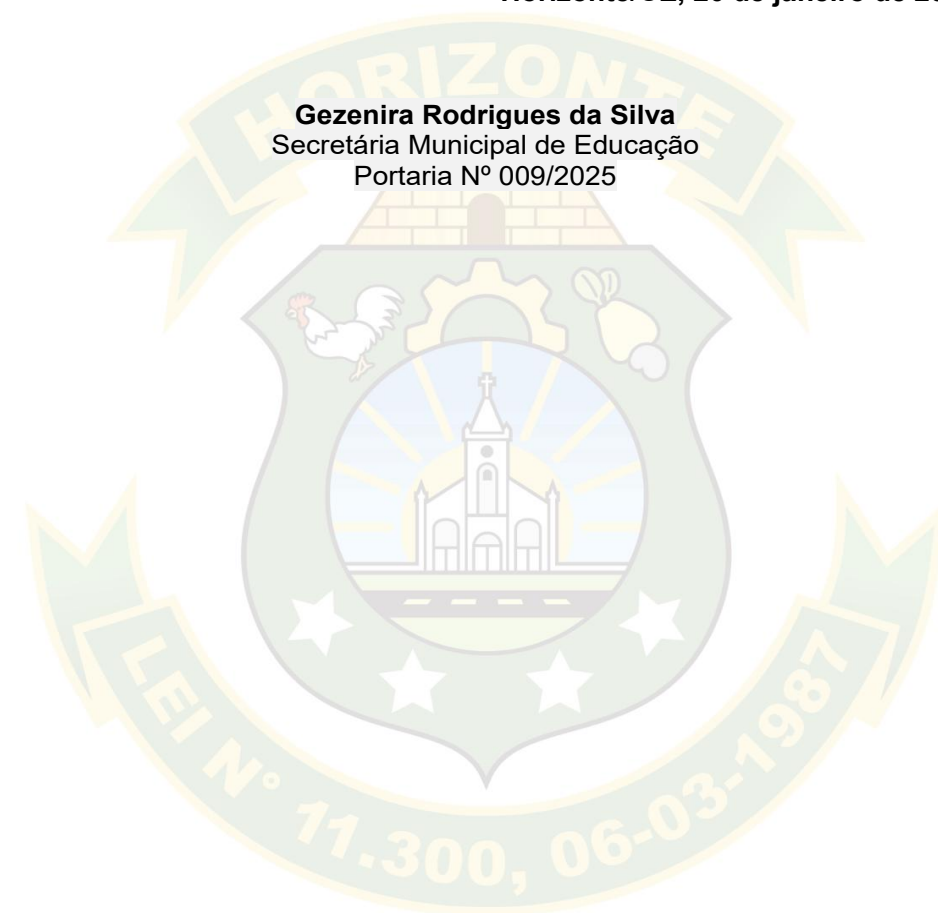 Gezenira Rodrigues da Silva
Secretária Municipal de Educação
Portaria Nº 009/2025
HORIZONTE
LEI Nº 11.300, 06-03-1987